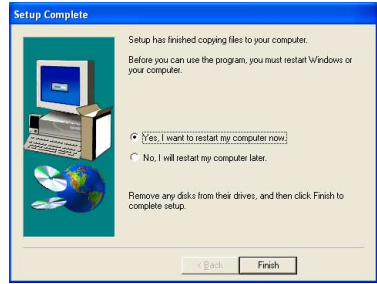 Setup Complete
Setup has finished copying files to your computer.
Before you can use the program, you must restart Windows or
your computer.
Yes, I want to restart my computer now.
No, I will restart my computer later.
Remove any disks from their drives, and then click Finish to
complete setup.
< Back
Finish